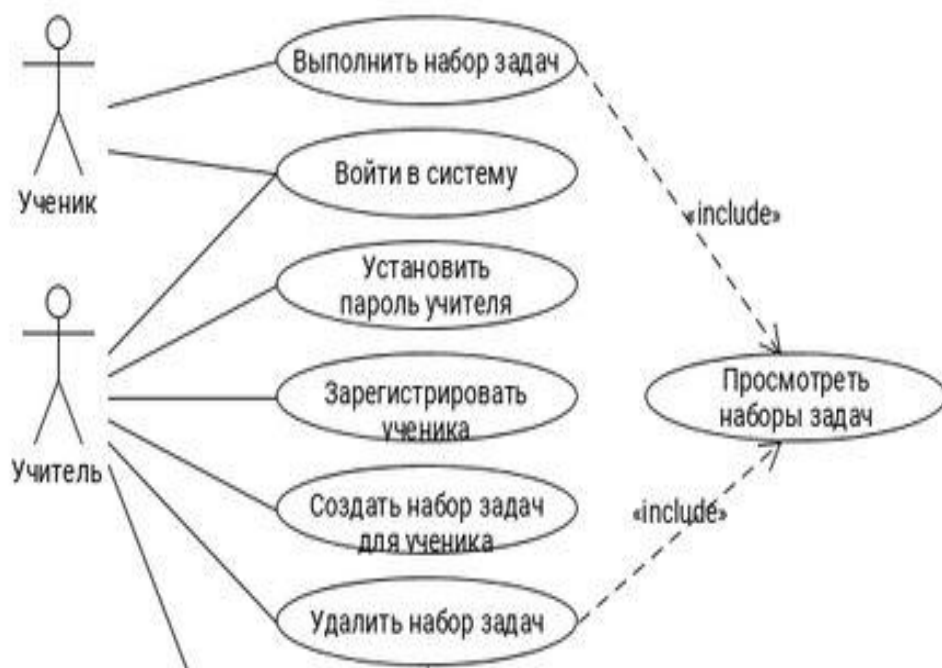 Выполнить набор задач
Войти в систему
Ученик
«include»
Установить
пароль учителя
Просмотреть
наборы задач
Зарегистрировать
ученика
Учитель
Создать набор задач
для ученика
«include»
Удалить набор задач